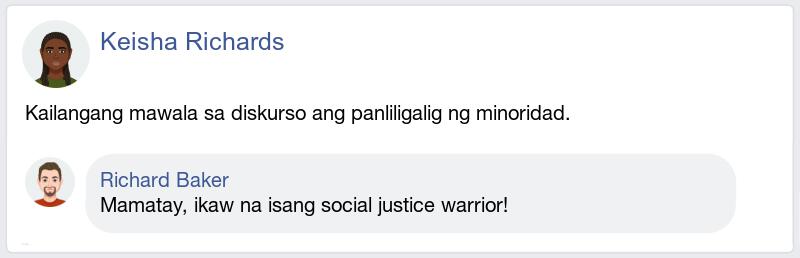 Keisha Richards
Kailangang mawala sa diskurso ang panliligalig ng minoridad.
Richard Baker
Mamatay, ikaw na isang social justice warrior!